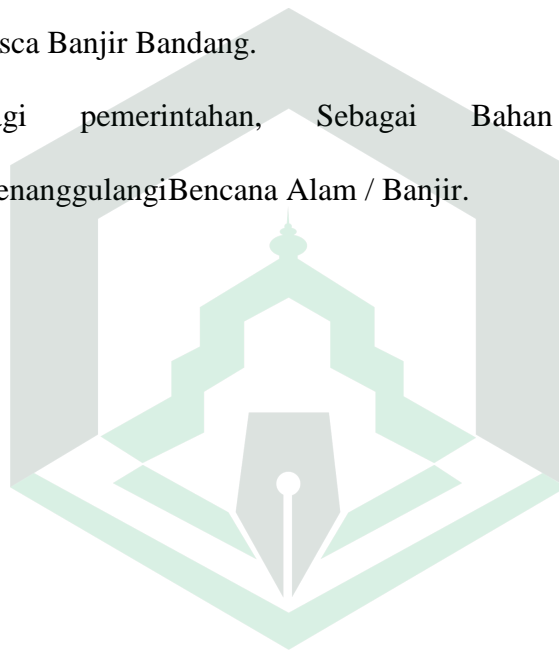 sca Banjir Bandang.
gi pemerintahan, Sebagai Bahan
enanggulangiBencana Alam / Banjir.